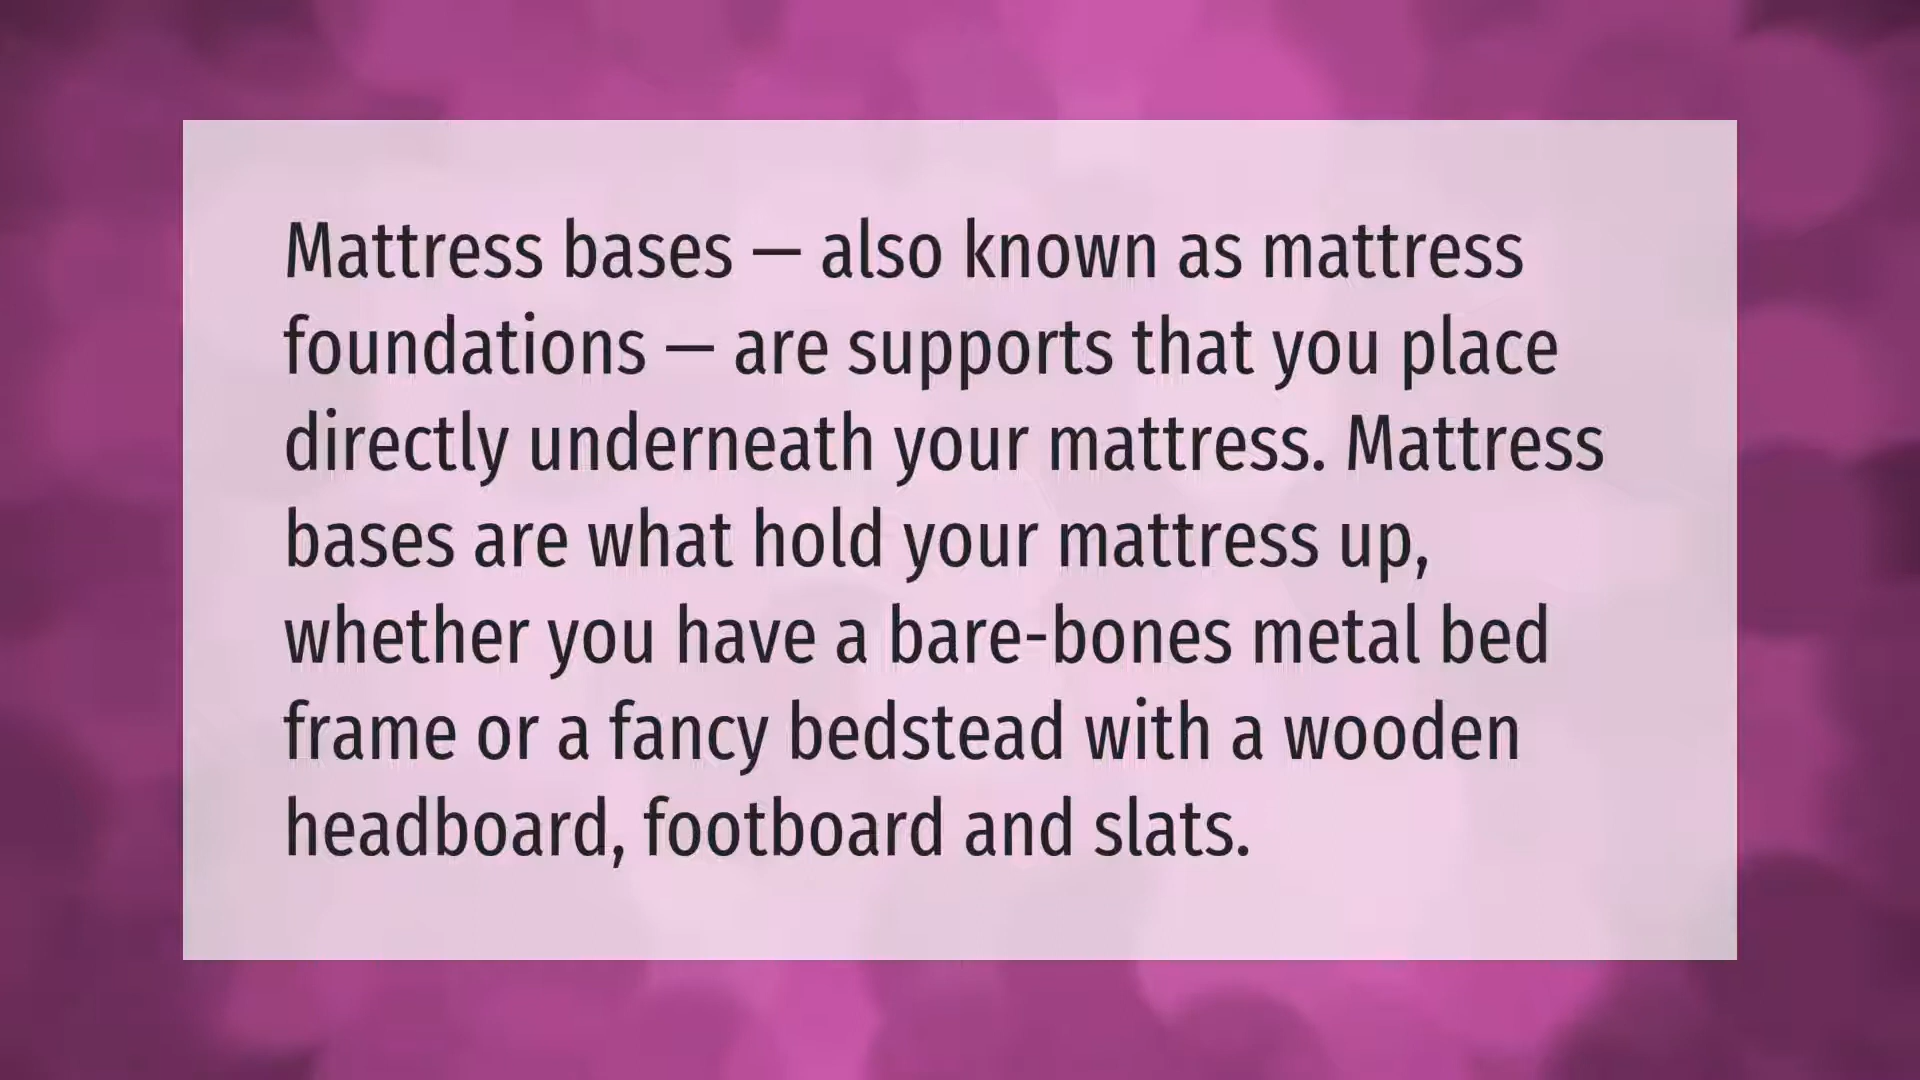 Mattress bases — also known as mattress
foundations — are supports that you place
directly underneath your mattress. Mattress
bases are what hold your mattress up,
whether you have a bare-bones metal bed
frame or a fancy bedstead with a wooden
headboard, footboard and slats.